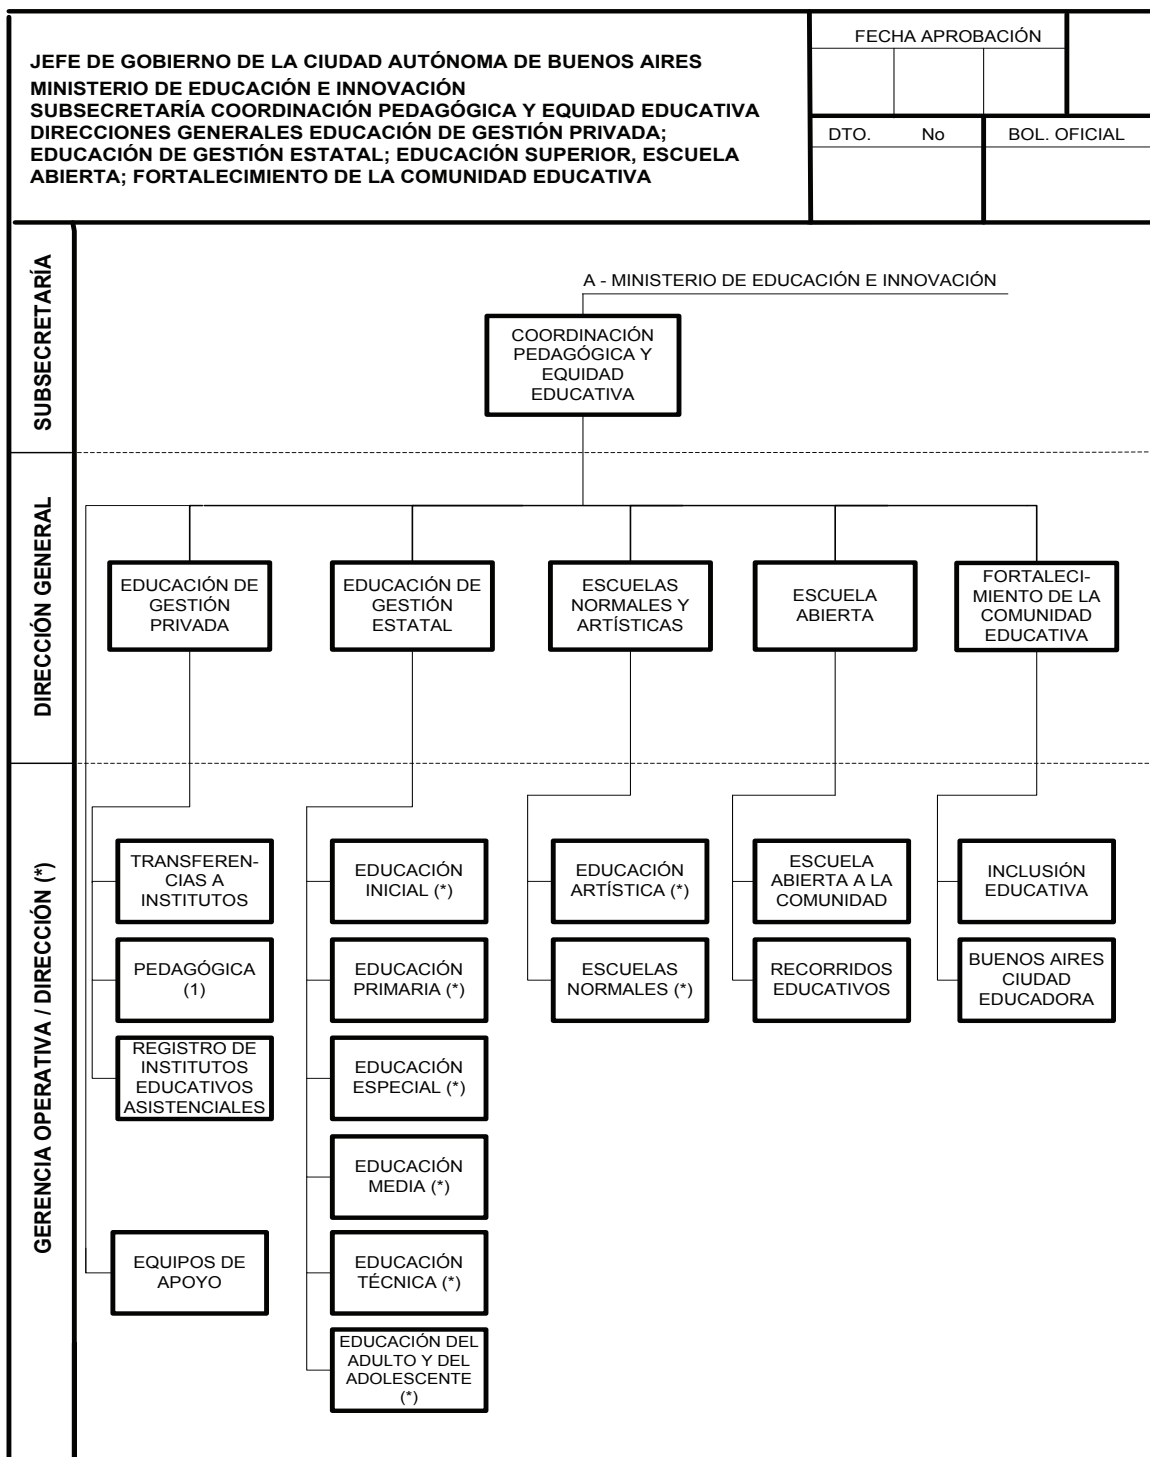 JEFE DE GOBIERNO DE LA CIUDAD AUTÓNOMA DE BUENOS AIRES
MINISTERIO DE EDUCACIÓN E INNOVACIÓN
SUBSECRETARÍA COORDINACIÓN PEDAGÓGICA Y EQUIDAD EDUCATIVA
DIRECCIONES GENERALES EDUCACIÓN DE GESTIÓN PRIVADA;
EDUCACIÓN DE GESTIÓN ESTATAL; EDUCACIÓN SUPERIOR, ESCUELA
ABIERTA; FORTALECIMIENTO DE LA COMUNIDAD EDUCATIVA
FECHA APROBACIÓN
DTO. No
BOL. OFICIAL
SUBSECRETARÍA
A - MINISTERIO DE EDUCACIÓN E INNOVACIÓN
COORDINACIÓN
PEDAGÓGICA Y
EQUIDAD
EDUCATIVA
DIRECCIÓN GENERAL
EDUCACIÓN DE
GESTIÓN
PRIVADA
EDUCACIÓN DE
GESTIÓN
ESTATAL
ESCUELAS
NORMALES Y
ARTÍSTICAS
ESCUELA
ABIERTA
FORTALECI-
MIENTO DE LA
COMUNIDAD
EDUCATIVA
GERENCIA OPERATIVA / DIRECCIÓN (*)
TRANSFEREN-
CIAS A
INSTITUTOS
PEDAGÓGICA
(1)
REGISTRO DE
INSTITUTOS
EDUCATIVOS
ASISTENCIALES
EQUIPOS DE
APOYO
EDUCACIÓN
INICIAL (*)
EDUCACIÓN
PRIMARIA (*)
EDUCACIÓN
ESPECIAL (*)
EDUCACIÓN
MEDIA (*)
EDUCACIÓN
TÉCNICA (*)
EDUCACIÓN DEL
ADULTO Y DEL
ADOLESCENTE
(*)
EDUCACIÓN
ARTÍSTICA (*)
ESCUELAS
NORMALES (*)
ESCUELA
ABIERTA A LA
COMUNIDAD
RECORRIDOS
EDUCATIVOS
INCLUSIÓN
EDUCATIVA
BUENOS AIRES
CIUDAD
EDUCADORA